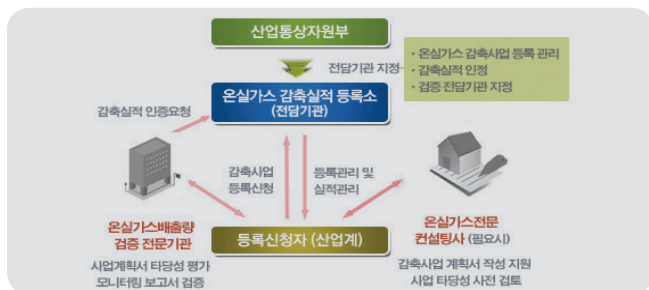 산업통상자원부
전담기관 지정
· 온실가스 감축사업 등록 관리
· 감축실적 인정
· 검증 전담기관 지정
온실가스 감축실적 등록소
(전담기관)
감축실적 인증요청
감축사업
등록신청
등록관리 및
실적관리
온실가스배출량
검증 전문기관
사업계획서 타당성 평가
모니터링 보고서 검증
등록신청자 (산업계)
온실가스전문
컨설팅사 (필요시)
감축사업 계획서 작성 지원
사업 타당성 사전 검토